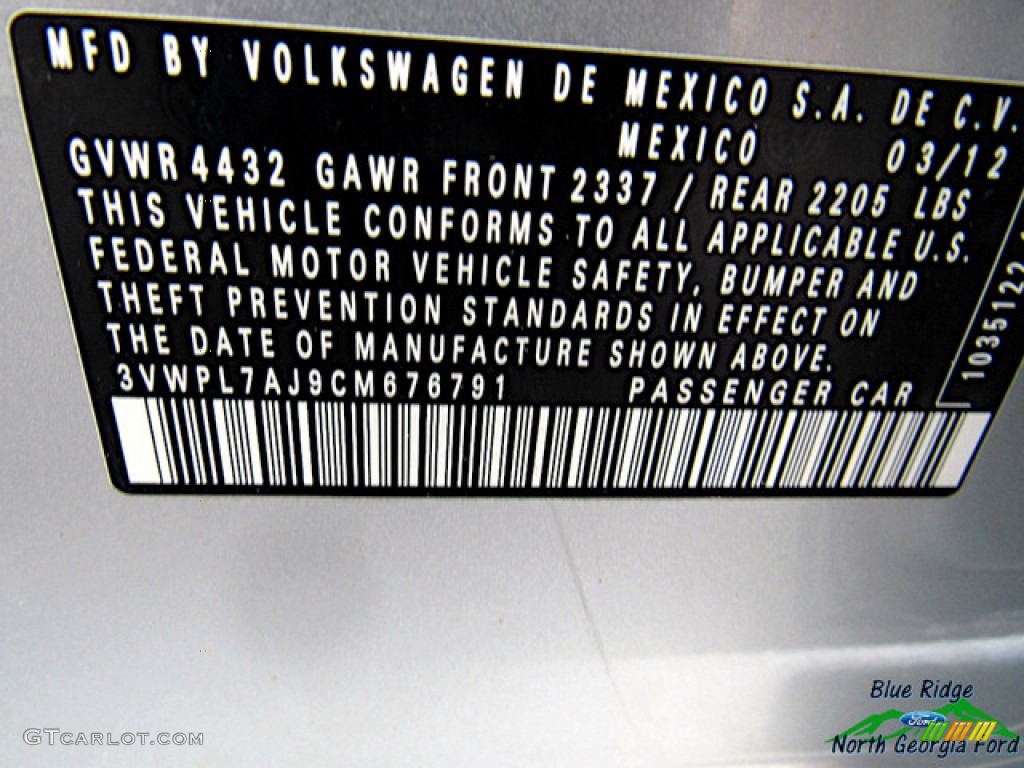 MFD BY VOLKSWAGEN DE MEXICO S.A. DE C.V.
MEXICO 03/12
GVWR 4432 GAWR FRONT 2337 / REAR 2205 LBS
THIS VEHICLE CONFORMS TO ALL APPLICABLE U.S.
FEDERAL MOTOR VEHICLE SAFETY, BUMPER AND
THEFT PREVENTION STANDARDS IN EFFECT ON
THE DATE OF MANUFACTURE SHOWN ABOVE.
3VWPL7AJ9CM676791 PASSENGER CAR
1035122
GTCARLOT.COM
Blue Ridge
Ford
North Georgia Ford